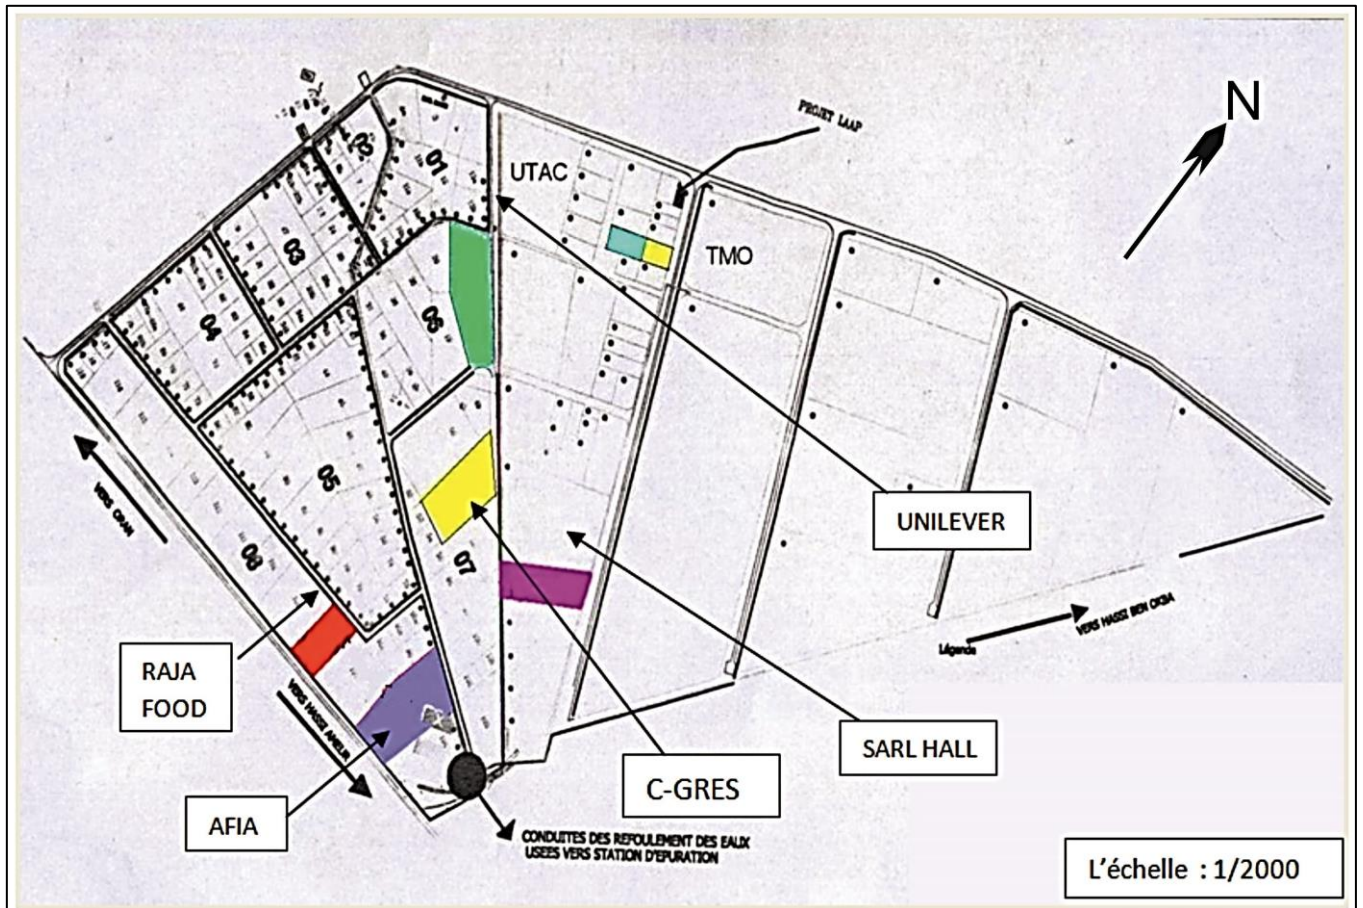 N
PROJET LAAP
UTAC
TMO
01
02
03
04
05
06
07
08
VERS ORAN
UNILEVER
RAJA
FOOD
VERS HASSI AMEUR
Légende
VERS HASSI BEN OKBA
SARL HALL
C-GRES
AFIA
CONDUITES DES REFOULEMENT DES EAUX
USEES VERS STATION D'EPURATION
L'échelle : 1/2000